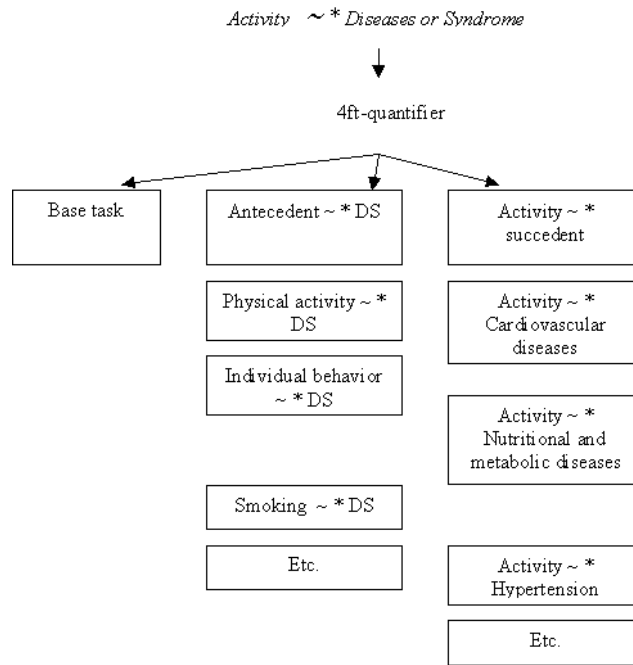 Activity ~ * Diseases or Syndrome
4ft-quantifier
Base task
Antecedent ~ * DS
Physical activity ~ *
DS
Individual behavior
~ * DS
Smoking ~ * DS
Etc.
Activity ~ *
succedent
Activity ~ *
Cardiovascular
diseases
Activity ~ *
Nutritional and
metabolic diseases
Activity ~ *
Hypertension
Etc.